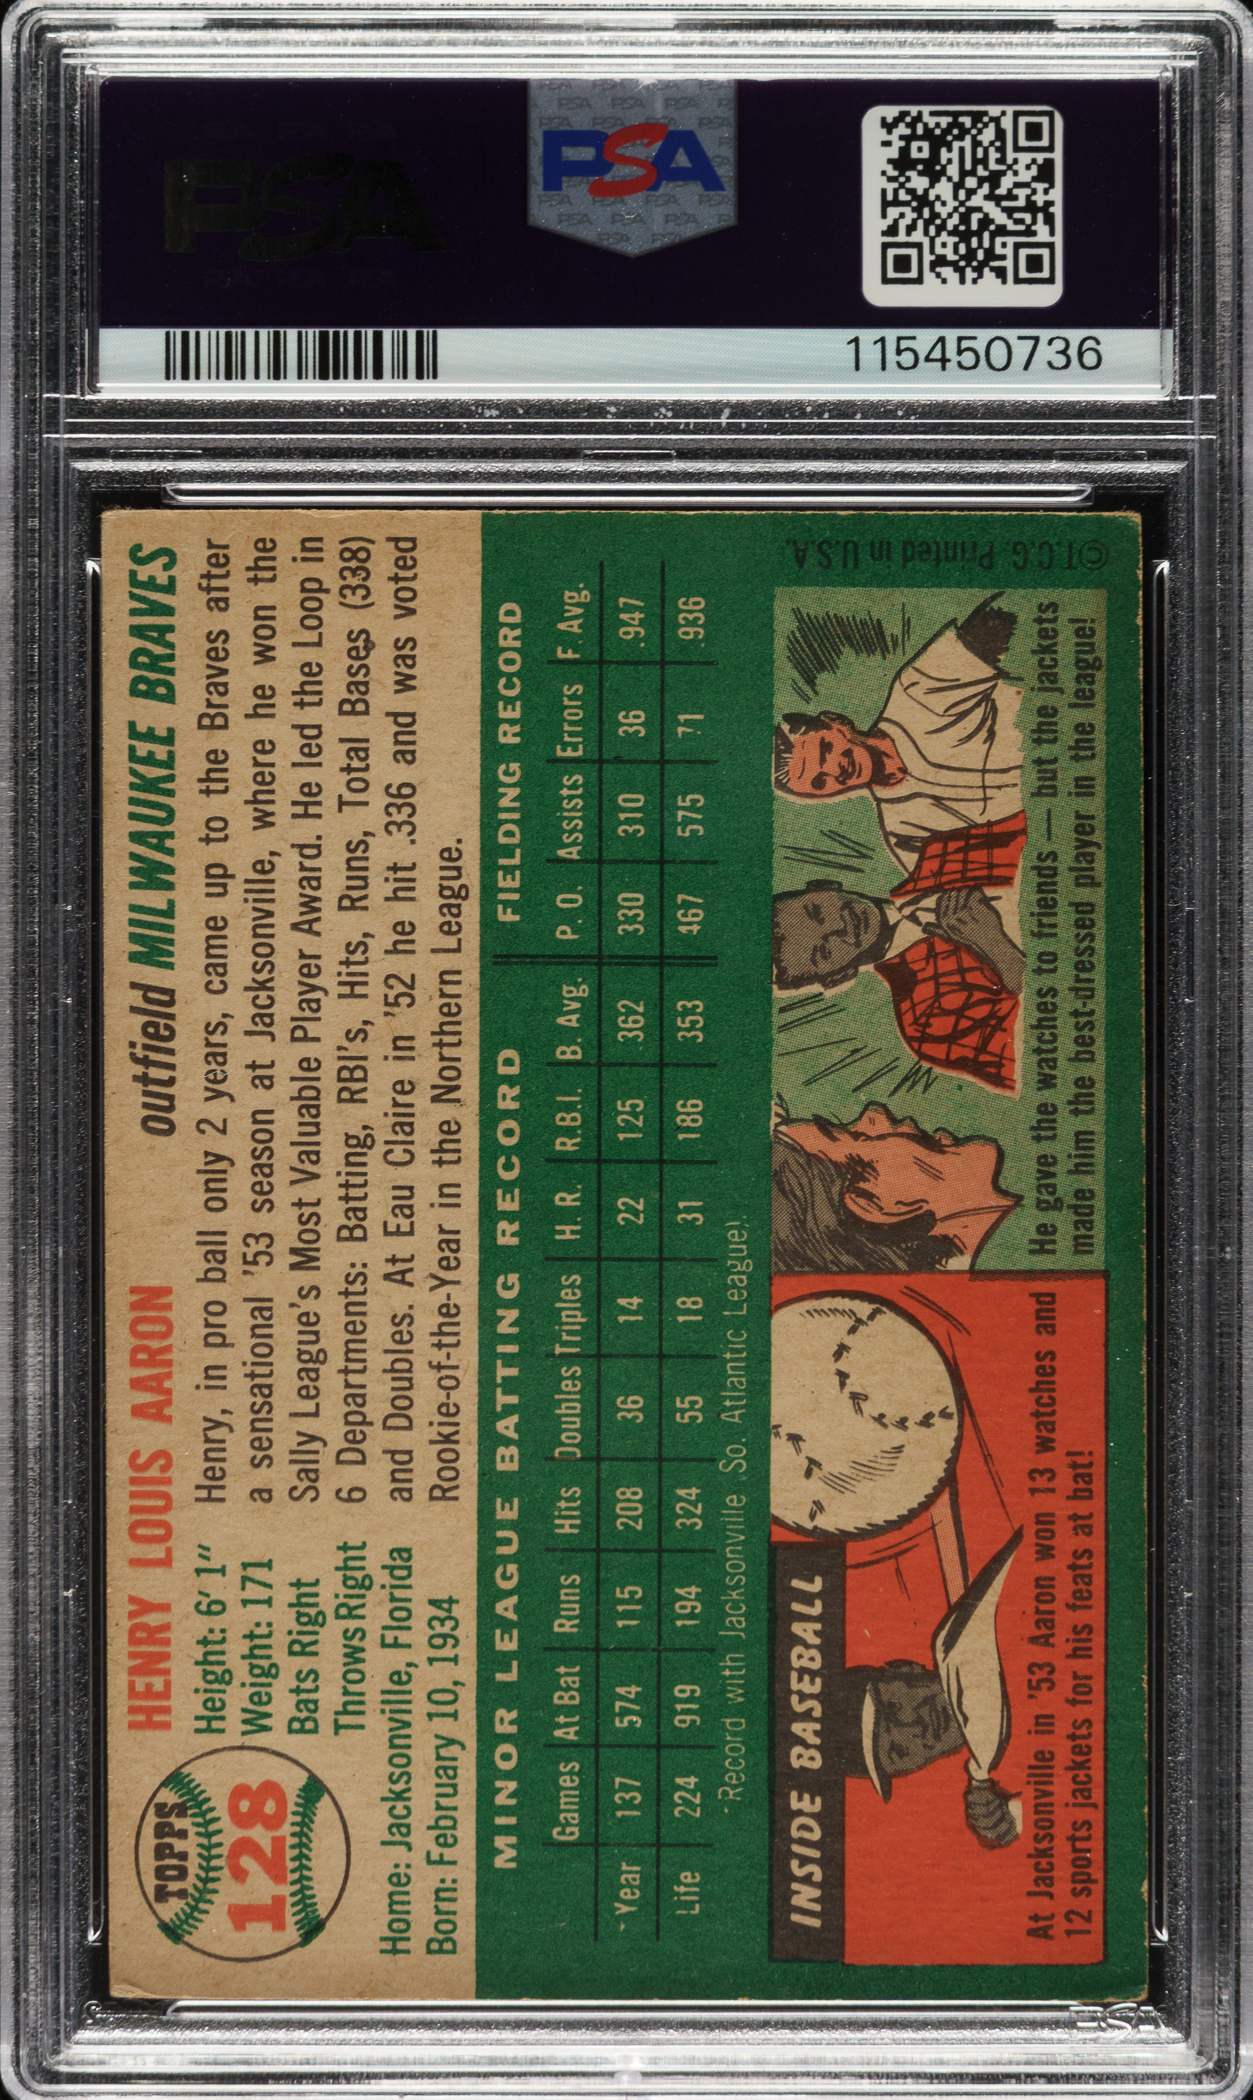 PSA
PSA
115450736
TOPPS
128
HENRY LOUIS AARON
outfield MILWAUKEE BRAVES
Height: 6' 1"
Weight: 171
Bats Right
Throws Right
Home: Jacksonville, Florida
Born: February 10, 1934
Henry, in pro ball only 2 years, came up to the Braves after
a sensational '53 season at Jacksonville, where he won the
Sally League's Most Valuable Player Award. He led the Loop in
6 Departments: Batting, RBI's, Hits, Runs, Total Bases (338)
and Doubles. At Eau Claire in '52 he hit .336 and was voted
Rookie-of-the-Year in the Northern League.
MINOR LEAGUE BATTING RECORD FIELDING RECORD
Games At Bat Runs Hits Doubles Triples H. R. R.B.I. B. Avg. P. O. Assists Errors F. Avg.
Year 137 574 115 208 36 14 22 125 .362 330 310 36 .947
Life 224 919 194 324 55 18 31 186 .353 467 575 71 .936
Record with Jacksonville (So. Atlantic League).
INSIDE BASEBALL
At Jacksonville in '53 Aaron won 13 watches and
12 sports jackets for his feats at bat!
He gave the watches to friends — but the jackets
made him the best-dressed player in the league!
©T.C.G. Printed in U.S.A.
PSA